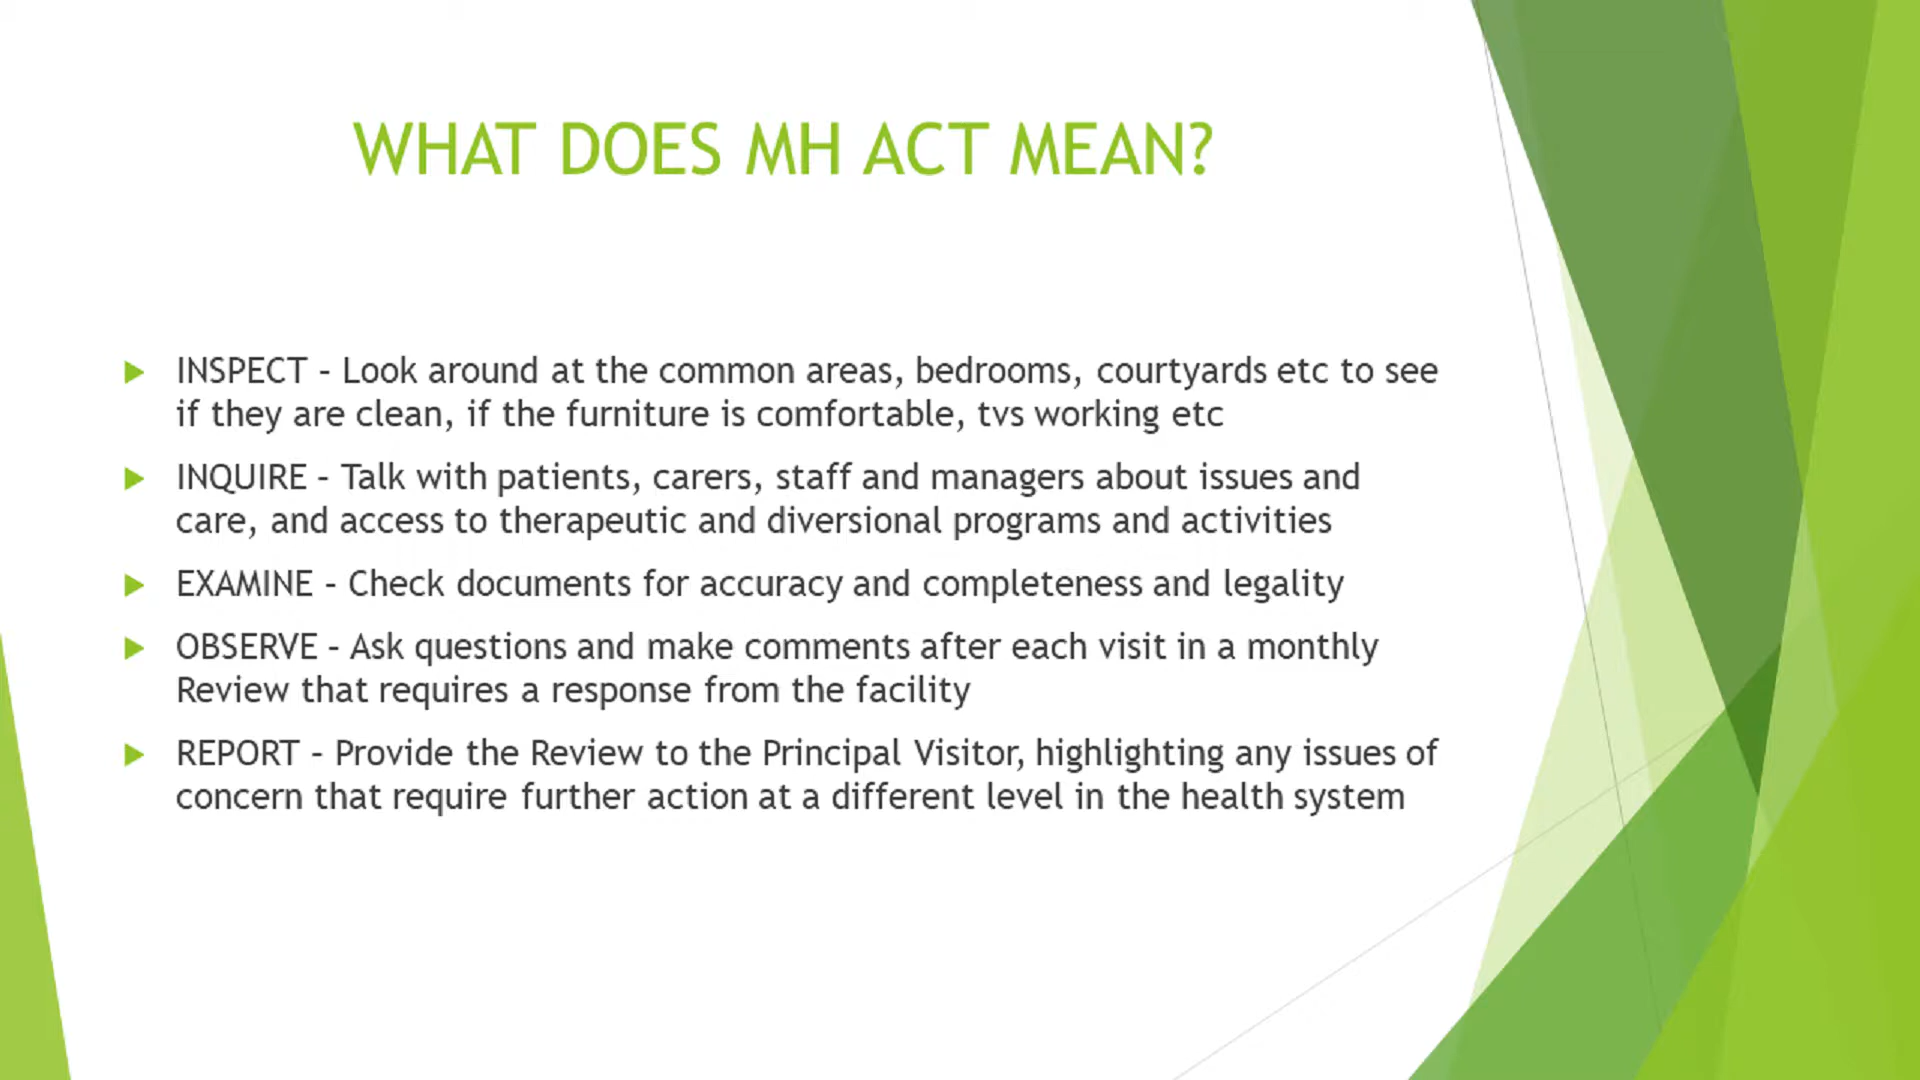 WHAT DOES MH ACT MEAN?
INSPECT – Look around at the common areas, bedrooms, courtyards etc to see
if they are clean, if the furniture is comfortable, tvs working etc
INQUIRE – Talk with patients, carers, staff and managers about issues and
care, and access to therapeutic and diversional programs and activities
EXAMINE – Check documents for accuracy and completeness and legality
OBSERVE – Ask questions and make comments after each visit in a monthly
Review that requires a response from the facility
REPORT – Provide the Review to the Principal Visitor, highlighting any issues of
concern that require further action at a different level in the health system